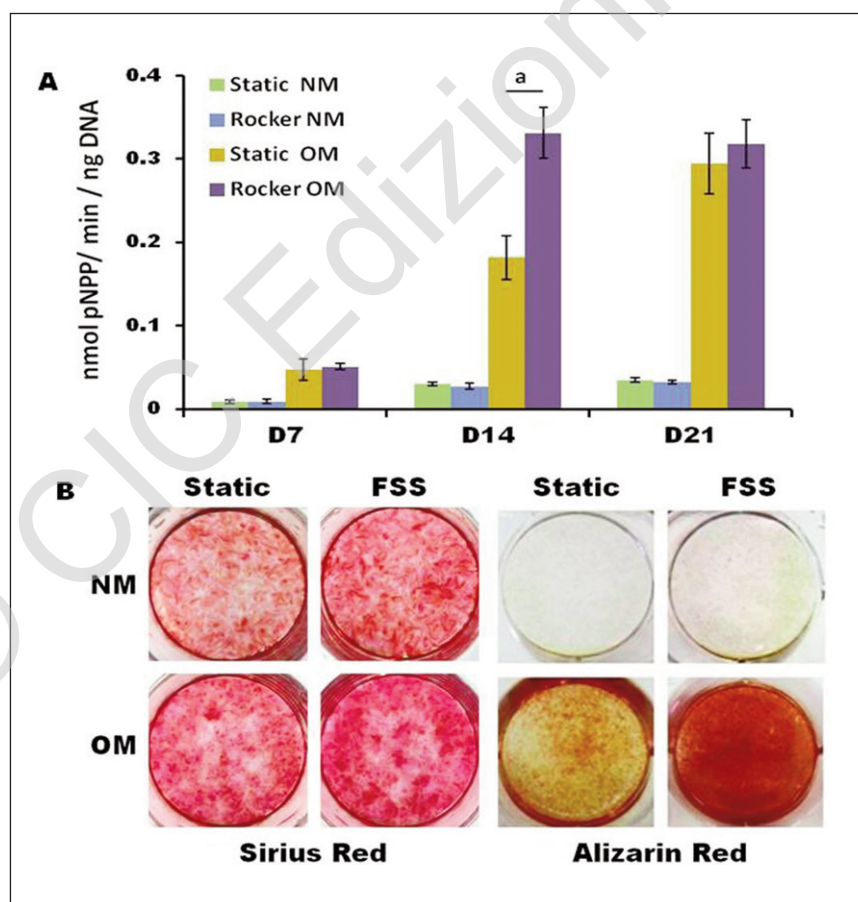 A
nmol pNPP/ min / ng DNA
0.4
0.3
0.2
0.1
0
Static NM
Rocker NM
Static OM
Rocker OM
a
D7 D14 D21
B
Static FSS Static FSS
NM
OM
Sirius Red Alizarin Red
CIC Edizioni